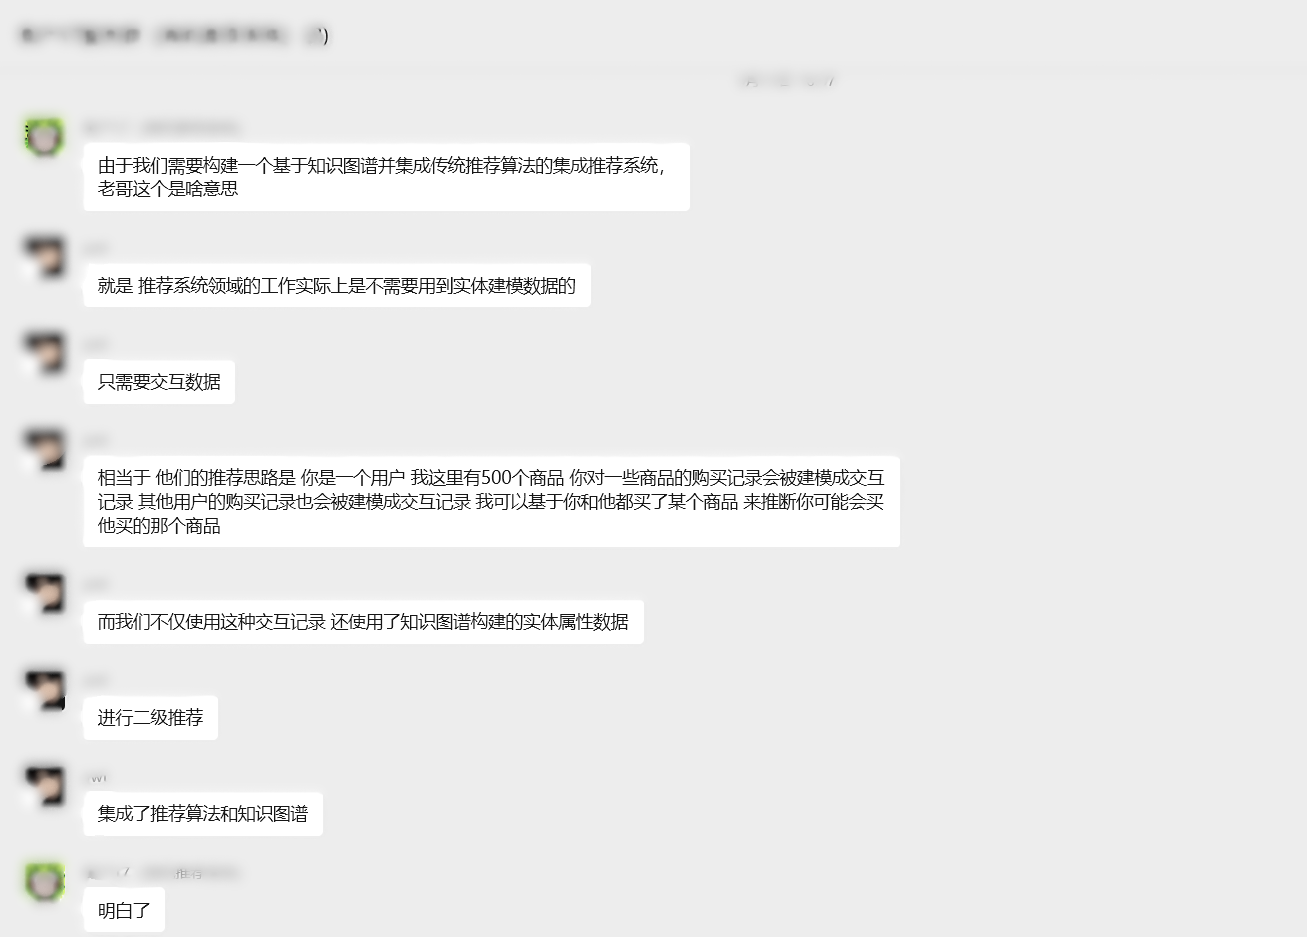 由于我们需要构建一个基于知识图谱并集成传统推荐算法的集成推荐系统，
老哥这个是啥意思
就是 推荐系统领域的工作实际上是不需要用到实体建模数据的
只需要交互数据
相当于 他们的推荐思路是 你是一个用户 我这里有500个商品 你对一些商品的购买记录会被建模成交互
记录 其他用户的购买记录也会被建模成交互记录 我可以基于你和他都买了某个商品 来推断你可能会买
他买的那个商品
而我们不仅使用这种交互记录 还使用了知识图谱构建的实体属性数据
进行二级推荐
集成了推荐算法和知识图谱
明白了